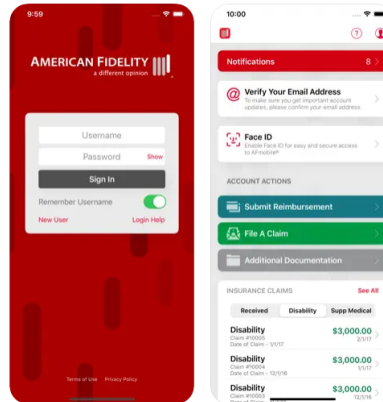 9:59
AMERICAN FIDELITY
a different opinion
Username
Password Show
Sign In
Remember Username
New User Login Help
Terms of Use Privacy Policy
10:00
Notifications 8
Verify Your Email Address
To make sure you get important account
updates, please confirm your email address
Face ID
Enable Face ID for easy and secure access
to AFmobile®
ACCOUNT ACTIONS
Submit Reimbursement
File A Claim
Additional Documentation
INSURANCE CLAIMS See All
Received Disability Supp Medical
Disability $3,000.00
Claim #10005 2/1/17
Date of Claim - 1/1/17
Disability $3,000.00
Claim #10004 1/1/17
Date of Claim - 12/1/16
Disability $3,000.00
Claim #10003 12/1/16